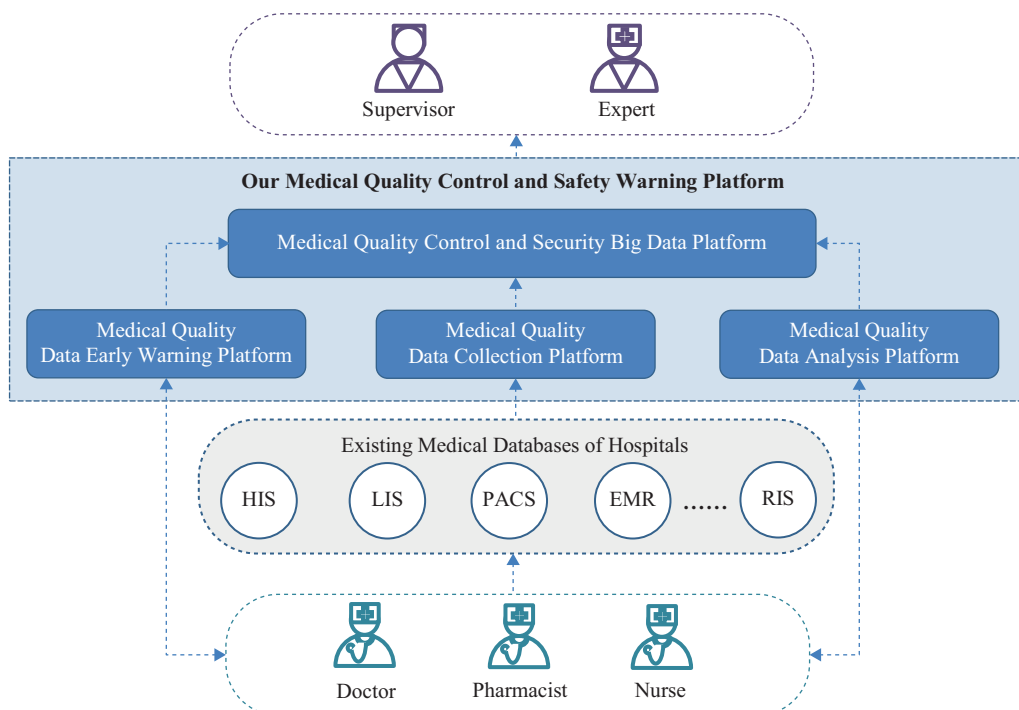 Supervisor
Expert
Our Medical Quality Control and Safety Warning Platform
Medical Quality Control and Security Big Data Platform
Medical Quality
Data Early Warning Platform
Medical Quality
Data Collection Platform
Medical Quality
Data Analysis Platform
Existing Medical Databases of Hospitals
HIS
LIS
PACS
EMR
......
RIS
Doctor
Pharmacist
Nurse